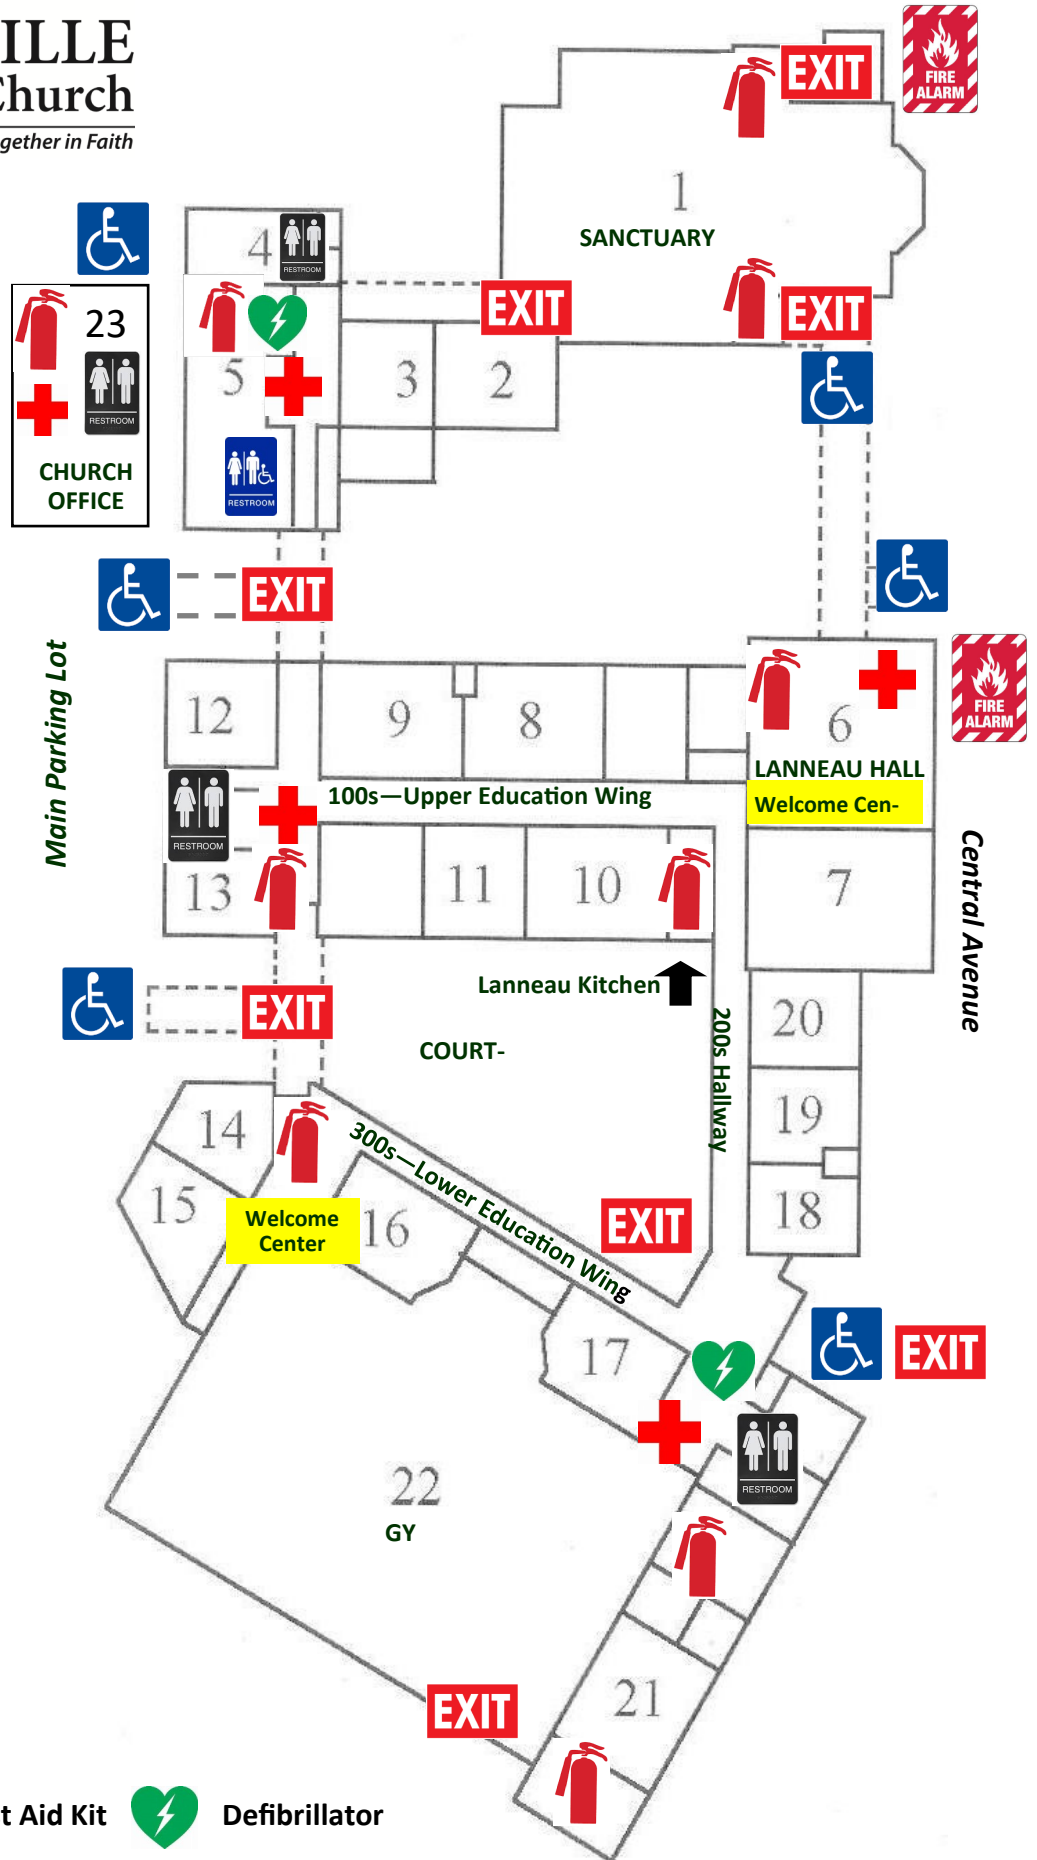 ILLE
Church
gether in Faith
EXIT
FIRE
ALARM
1
SANCTUARY
4
RESTROOM
EXIT
EXIT
23
RESTROOM
CHURCH
OFFICE
5
3
2
RESTROOM
EXIT
Main Parking Lot
12
9
8
6
FIRE
ALARM
LANNEAU HALL
Welcome Cen-
100s—Upper Education Wing
RESTROOM
13
11
10
7
Central Avenue
Lanneau Kitchen
EXIT
COURT-
200s Hallway
20
19
18
14
15
300s—Lower Education Wing
Welcome
Center
16
EXIT
17
EXIT
RESTROOM
22
GY
21
EXIT
t Aid Kit
Defibrillator